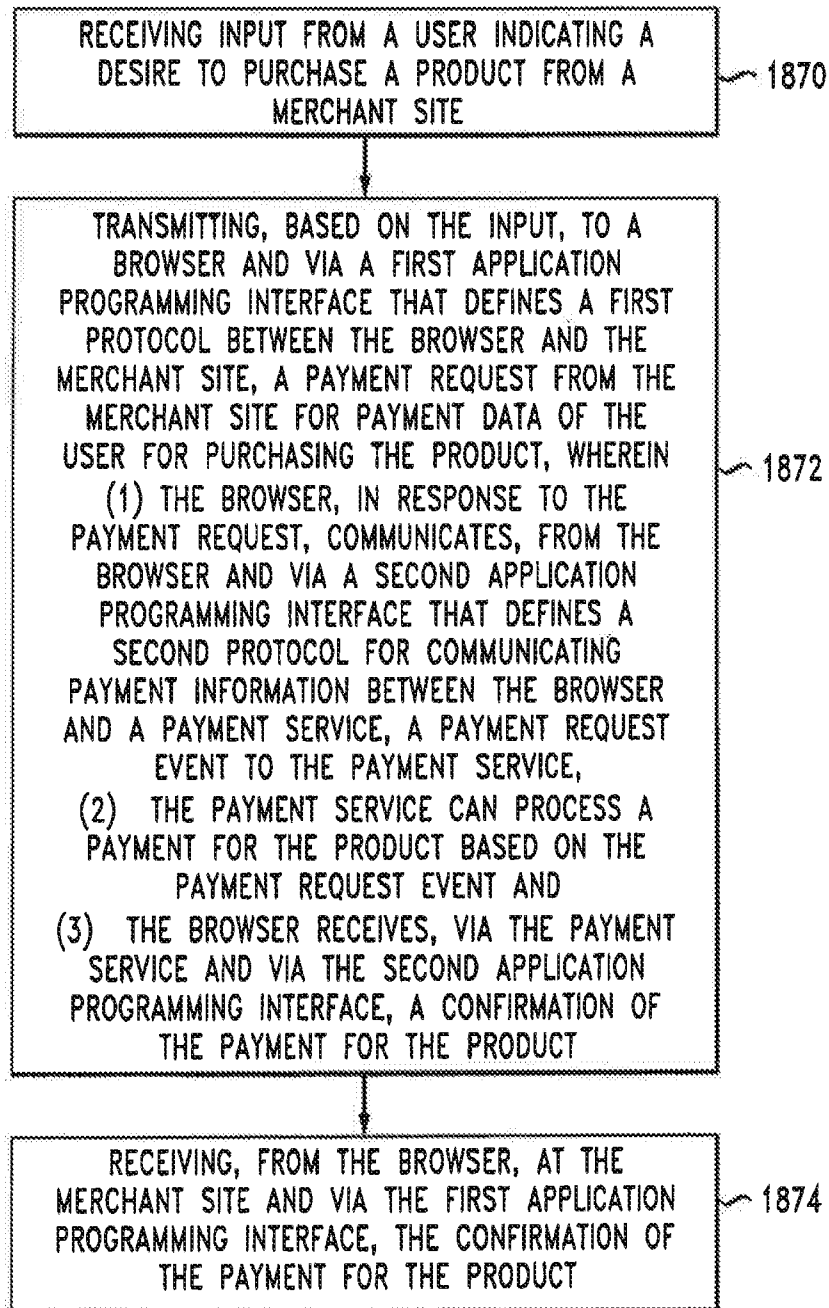 RECEIVING INPUT FROM A USER INDICATING A
DESIRE TO PURCHASE A PRODUCT FROM A
MERCHANT SITE
1870
TRANSMITTING, BASED ON THE INPUT, TO A
BROWSER AND VIA A FIRST APPLICATION
PROGRAMMING INTERFACE THAT DEFINES A FIRST
PROTOCOL BETWEEN THE BROWSER AND THE
MERCHANT SITE, A PAYMENT REQUEST FROM THE
MERCHANT SITE FOR PAYMENT DATA OF THE
USER FOR PURCHASING THE PRODUCT, WHEREIN
(1) THE BROWSER, IN RESPONSE TO THE
PAYMENT REQUEST, COMMUNICATES, FROM THE
BROWSER AND VIA A SECOND APPLICATION
PROGRAMMING INTERFACE THAT DEFINES A
SECOND PROTOCOL FOR COMMUNICATING
PAYMENT INFORMATION BETWEEN THE BROWSER
AND A PAYMENT SERVICE, A PAYMENT REQUEST
EVENT TO THE PAYMENT SERVICE,
(2) THE PAYMENT SERVICE CAN PROCESS A
PAYMENT FOR THE PRODUCT BASED ON THE
PAYMENT REQUEST EVENT AND
(3) THE BROWSER RECEIVES, VIA THE PAYMENT
SERVICE AND VIA THE SECOND APPLICATION
PROGRAMMING INTERFACE, A CONFIRMATION OF
THE PAYMENT FOR THE PRODUCT
1872
RECEIVING, FROM THE BROWSER, AT THE
MERCHANT SITE AND VIA THE FIRST APPLICATION
PROGRAMMING INTERFACE, THE CONFIRMATION OF
THE PAYMENT FOR THE PRODUCT
1874